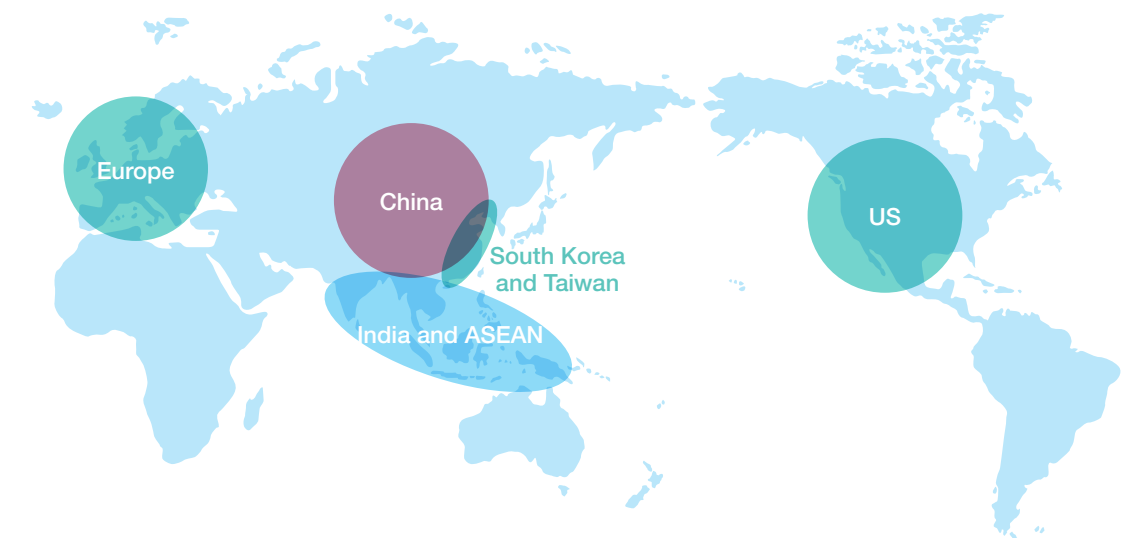 Europe
China
US
South Korea
and Taiwan
India and ASEAN